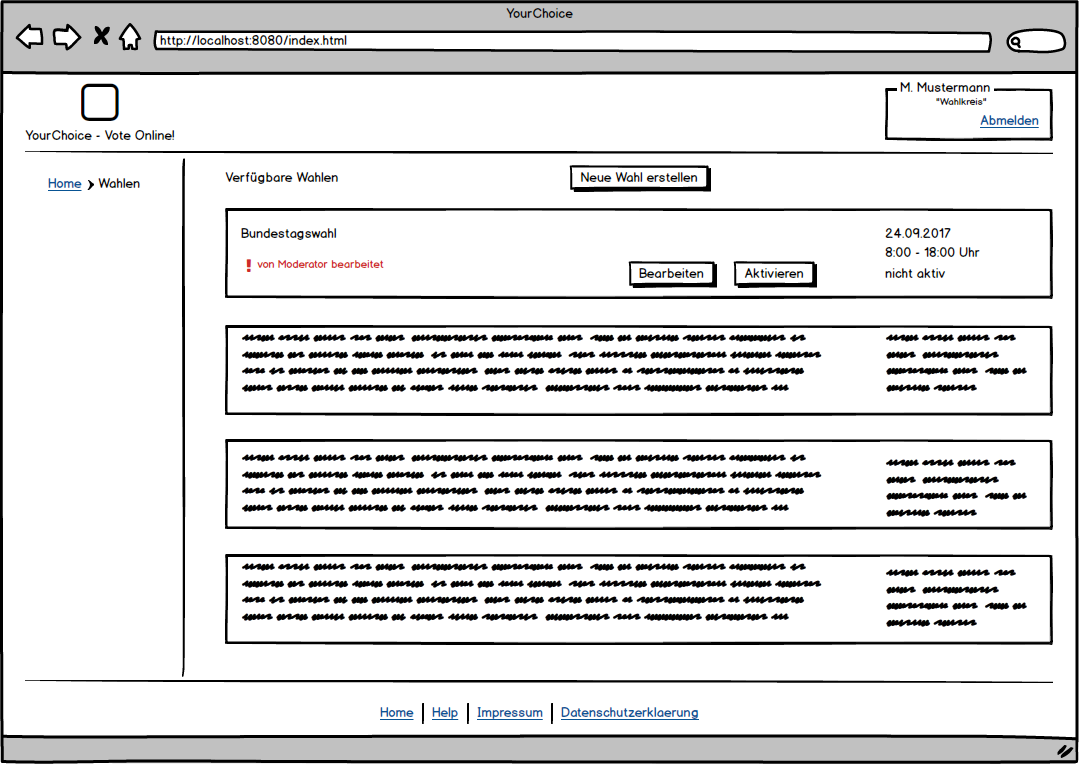 YourChoice
http://localhost:8080/index.html
YourChoice - Vote Online!
M. Mustermann
"Wahlkreis"
Abmelden
Home > Wahlen
Verfügbare Wahlen
Neue Wahl erstellen
Bundestagswahl
24.09.2017
8:00 - 18:00 Uhr
! von Moderator bearbeitet
Bearbeiten
Aktivieren
nicht aktiv
Home | Help | Impressum | Datenschutzerklaerung